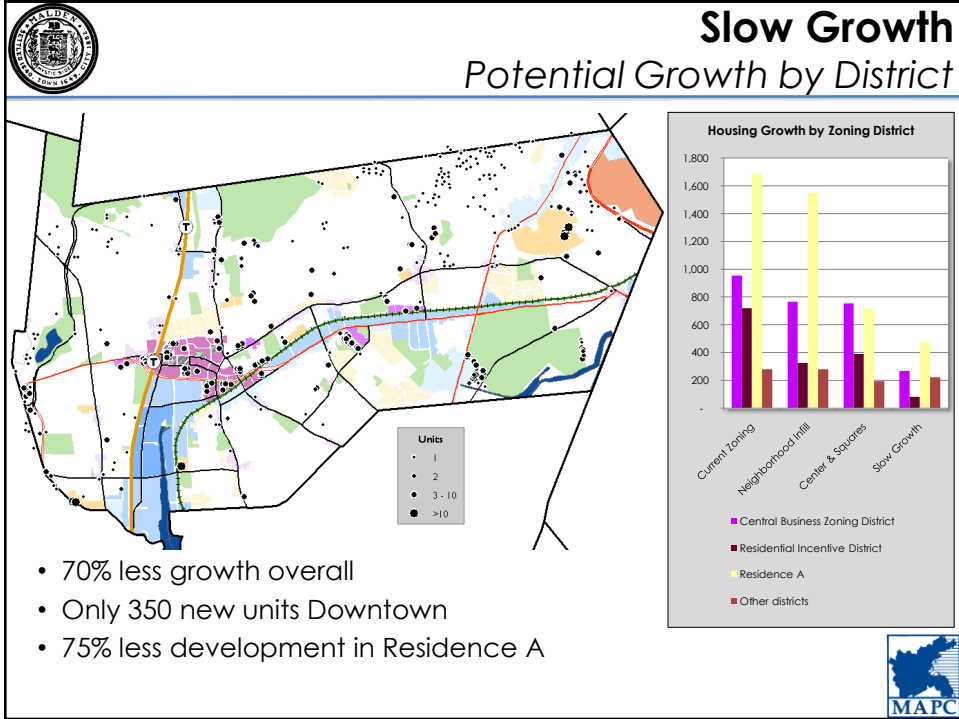 MALDEN
Slow Growth
Potential Growth by District
T
T
Units
1
2
3 - 10
>10
Housing Growth by Zoning District
1,800
1,600
1,400
1,200
1,000
800
600
400
200
-
Current Zoning
Neighborhood Infill
Center & Squares
Slow Growth
Central Business Zoning District
Residential Incentive District
Residence A
Other districts
• 70% less growth overall
• Only 350 new units Downtown
• 75% less development in Residence A
MAPC